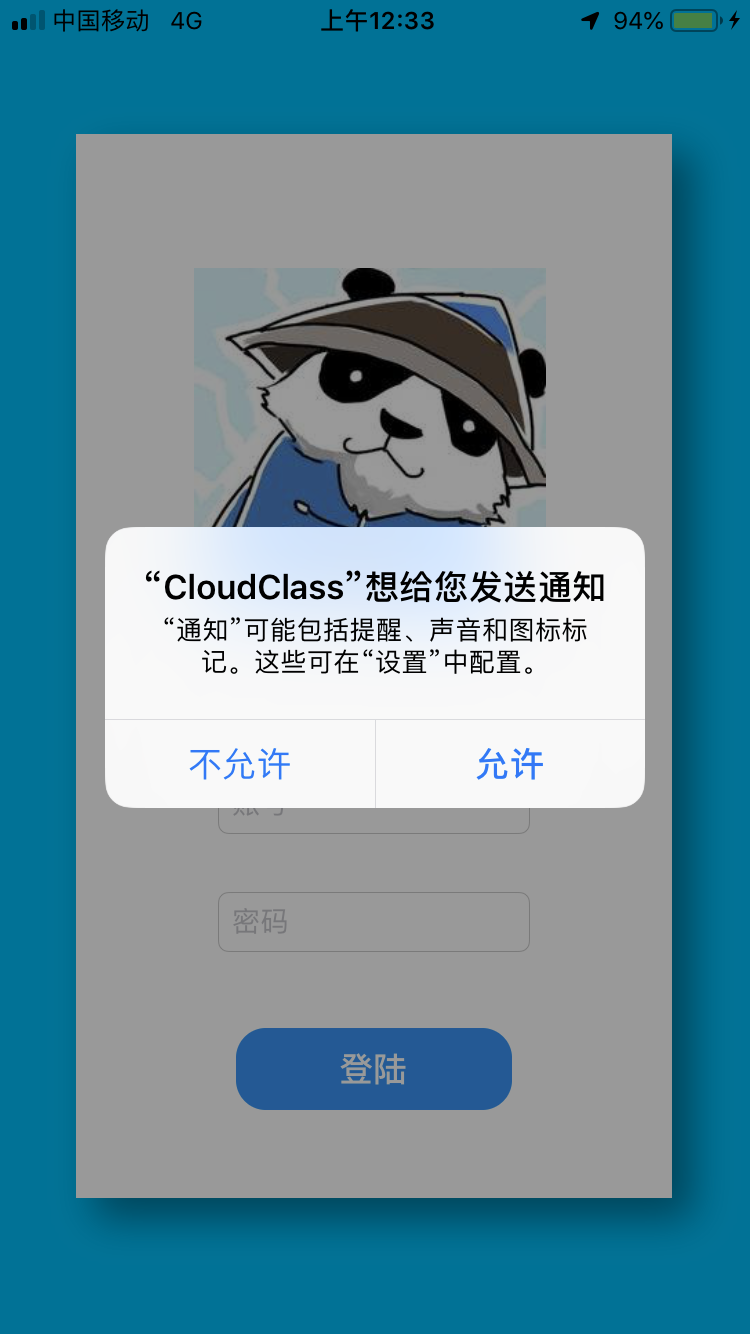 中国移动 4G 上午12:33 94%
“CloudClass”想给您发送通知
“通知”可能包括提醒、声音和图标标
记。这些可在“设置”中配置。
不允许 允许
密码
登陆